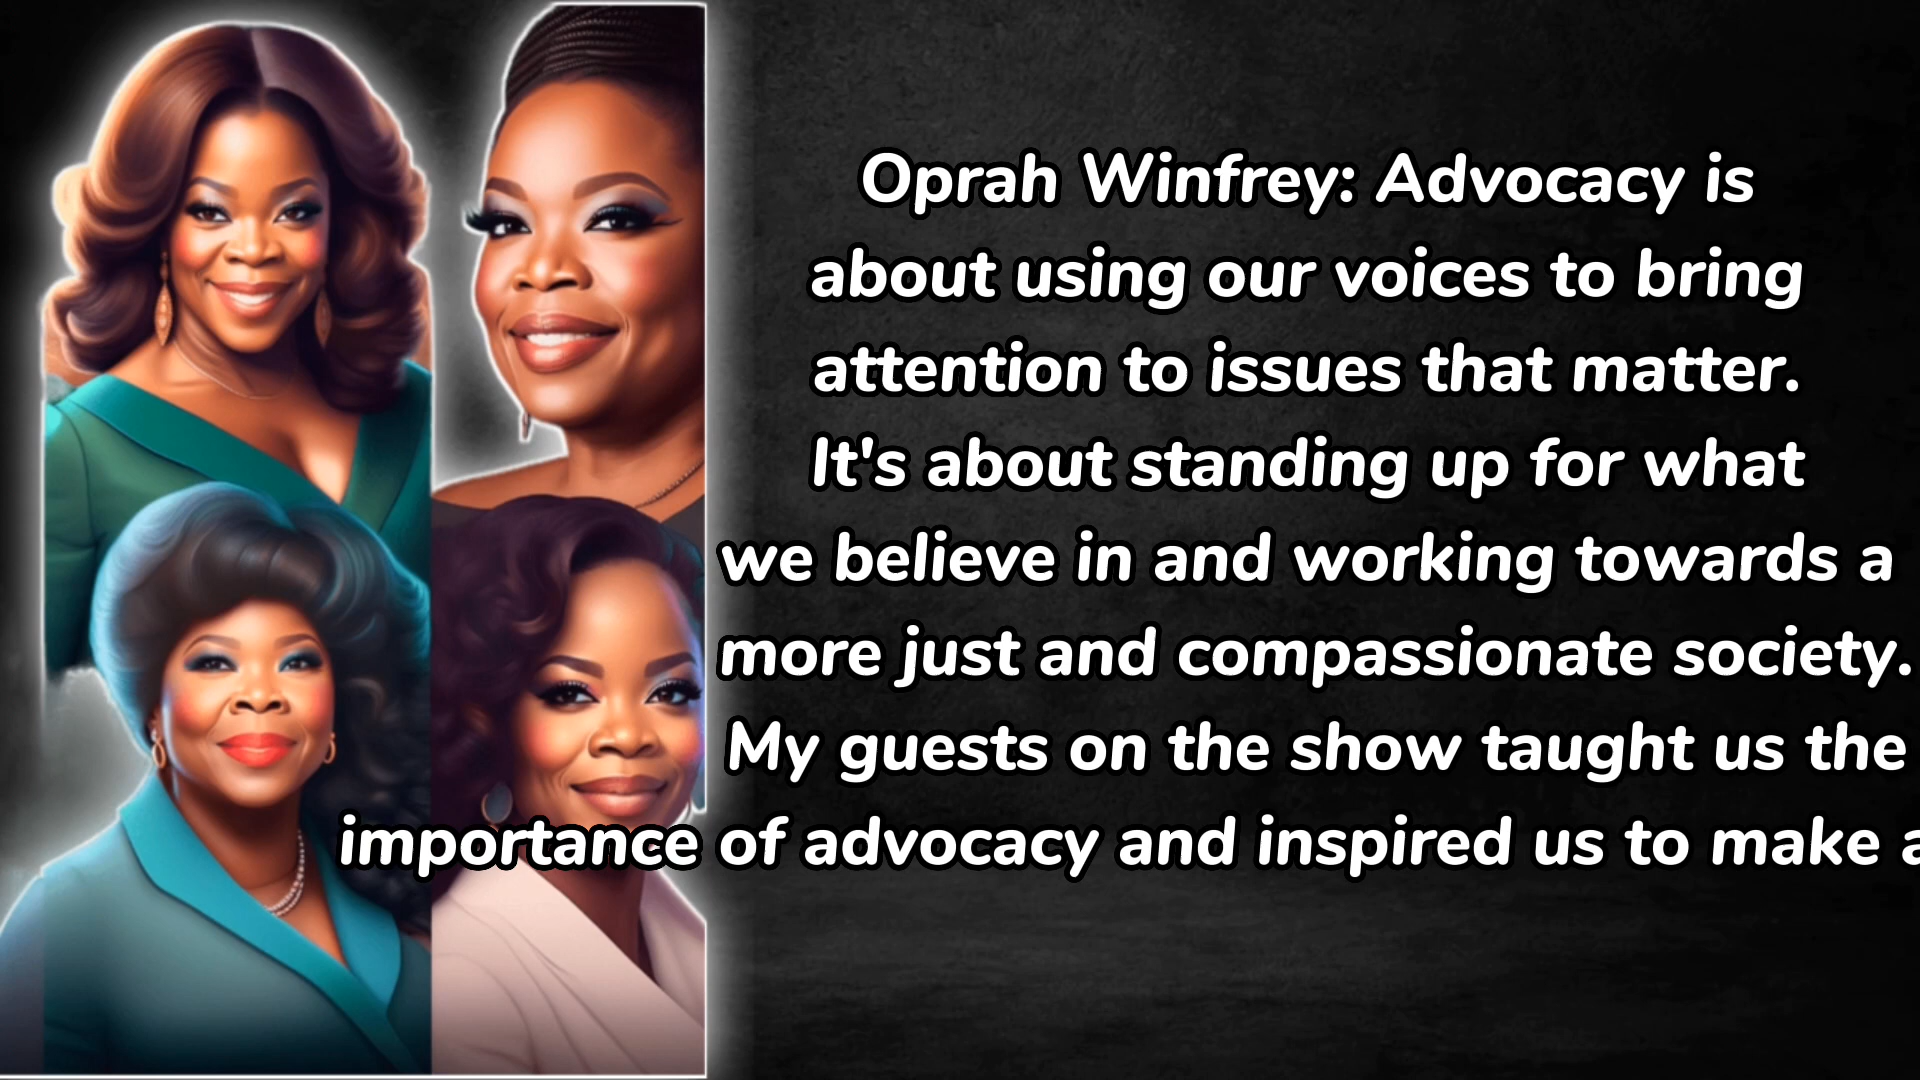 Oprah Winfrey: Advocacy is
about using our voices to bring
attention to issues that matter.
It's about standing up for what
we believe in and working towards a
more just and compassionate society.
My guests on the show taught us the
importance of advocacy and inspired us to make a